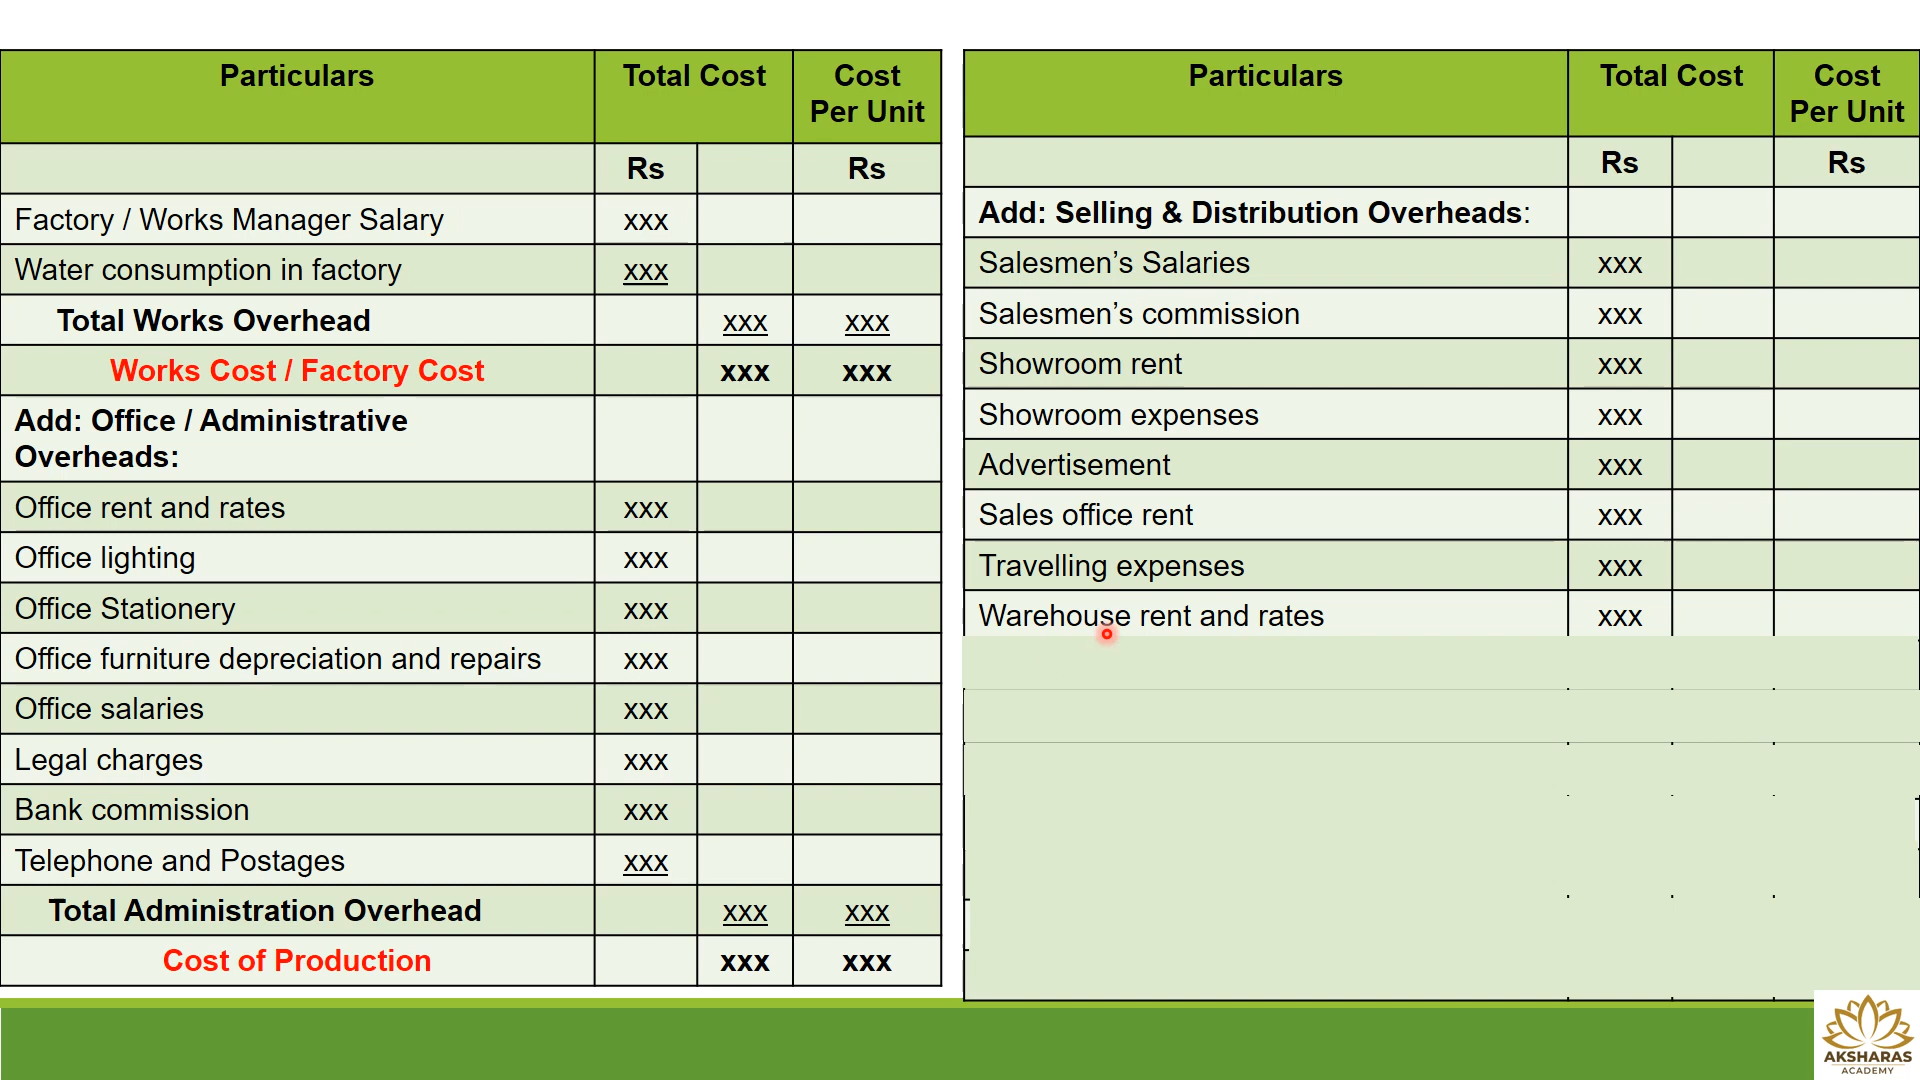 Particulars Total Cost Cost
Per Unit
Rs Rs
Factory / Works Manager Salary xxx
Water consumption in factory xxx
Total Works Overhead xxx xxx
Works Cost / Factory Cost xxx xxx
Add: Office / Administrative
Overheads:
Office rent and rates xxx
Office lighting xxx
Office Stationery xxx
Office furniture depreciation and repairs xxx
Office salaries xxx
Legal charges xxx
Bank commission xxx
Telephone and Postages xxx
Total Administration Overhead xxx xxx
Cost of Production xxx xxx
Particulars Total Cost Cost
Per Unit
Rs Rs
Add: Selling & Distribution Overheads:
Salesmen’s Salaries xxx
Salesmen’s commission xxx
Showroom rent xxx
Showroom expenses xxx
Advertisement xxx
Sales office rent xxx
Travelling expenses xxx
Warehouse rent and rates xxx
AKSHARAS
ACADEMY